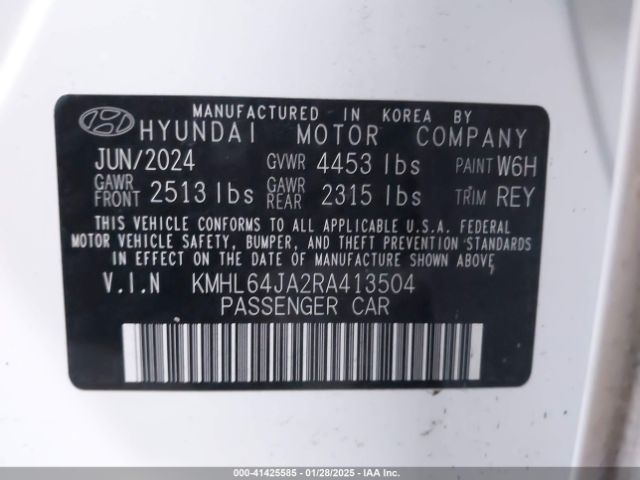 MANUFACTURED IN KOREA BY
HYUNDAI MOTOR COMPANY
JUN/2024 GVWR 4453 lbs PAINT W6H
GAWR FRONT 2513 lbs GAWR REAR 2315 lbs TRIM REY
THIS VEHICLE CONFORMS TO ALL APPLICABLE U.S.A. FEDERAL
MOTOR VEHICLE SAFETY, BUMPER, AND THEFT PREVENTION STANDARDS
IN EFFECT ON THE DATE OF MANUFACTURE SHOWN ABOVE
V.I.N KMHL64JA2RA413504
PASSENGER CAR
000-41425585 - 01/28/2025 - IAAI.com